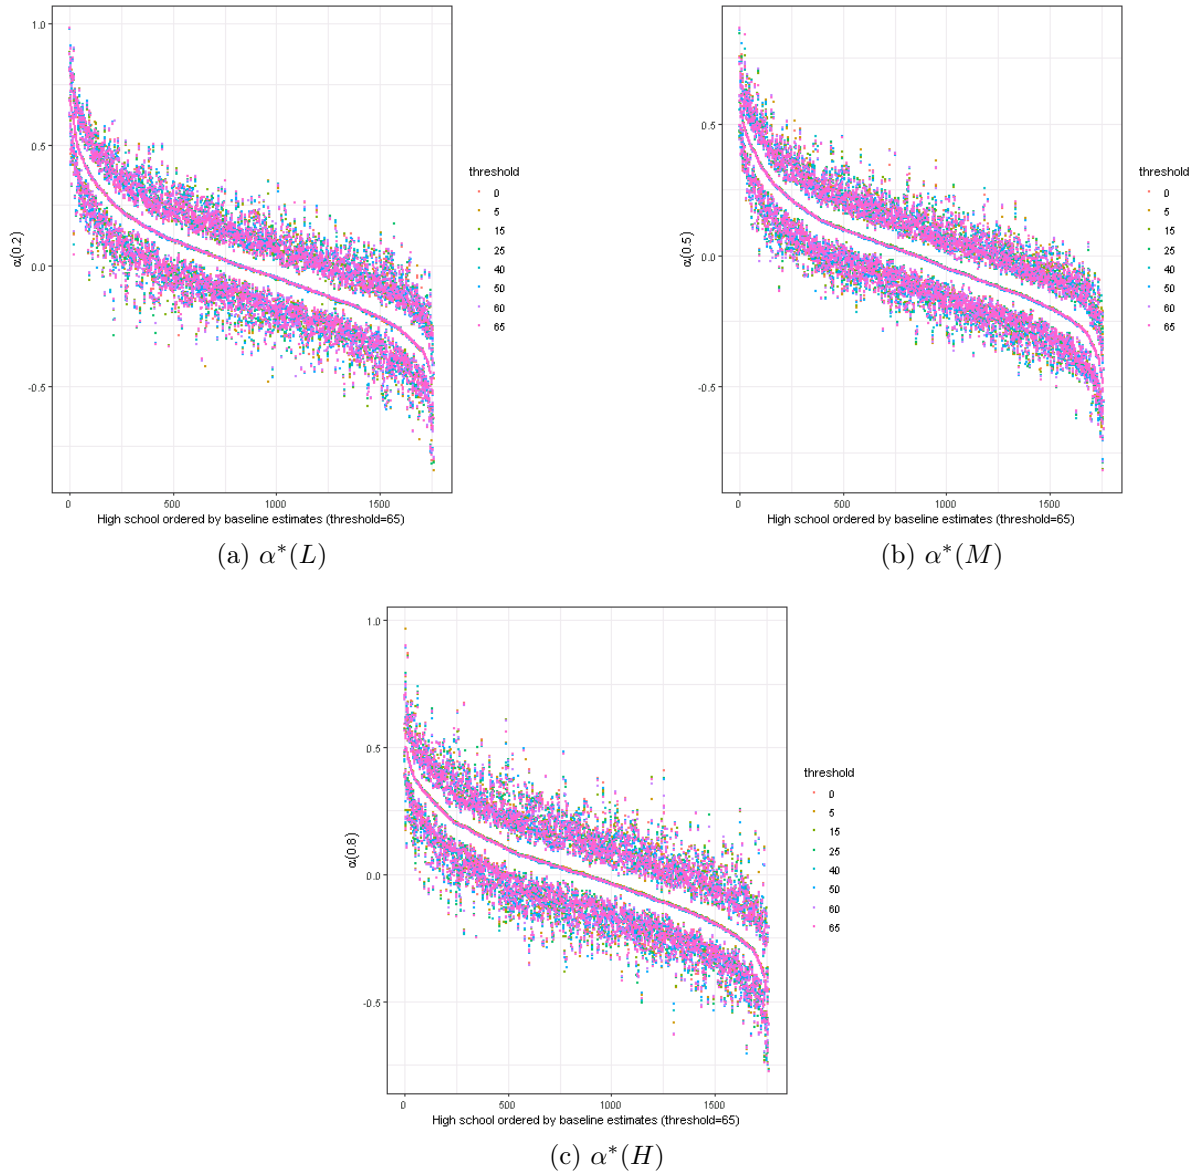 1.0
0.5
0.0
-0.5
α(0.2)
0 500 1000 1500
High school ordered by baseline estimates (threshold=65)
threshold
0
5
15
25
40
50
60
65
(a) α*(L)
0.5
0.0
-0.5
α(0.5)
0 500 1000 1500
High school ordered by baseline estimates (threshold=65)
threshold
0
5
15
25
40
50
60
65
(b) α*(M)
1.0
0.5
0.0
-0.5
α(0.8)
0 500 1000 1500
High school ordered by baseline estimates (threshold=65)
threshold
0
5
15
25
40
50
60
65
(c) α*(H)